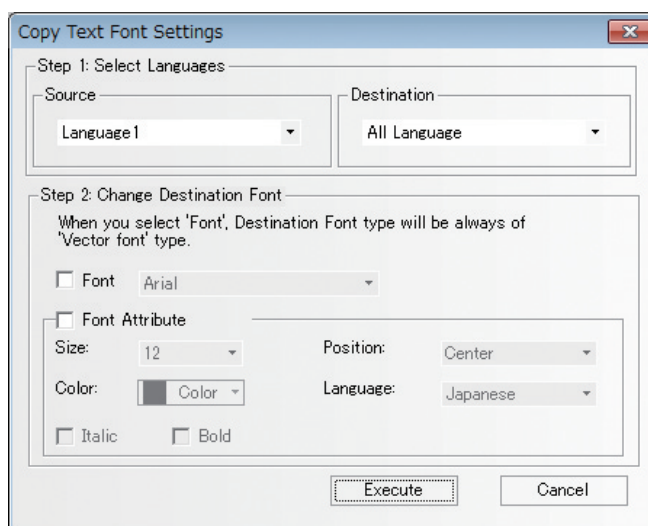 Copy Text Font Settings
Step 1: Select Languages
Source
Destination
Language1
All Language
Step 2: Change Destination Font
When you select 'Font', Destination Font type will be always of
'Vector font' type.
Font
Arial
Font Attribute
Size:
12
Position:
Center
Color:
Color
Language:
Japanese
Italic
Bold
Execute
Cancel